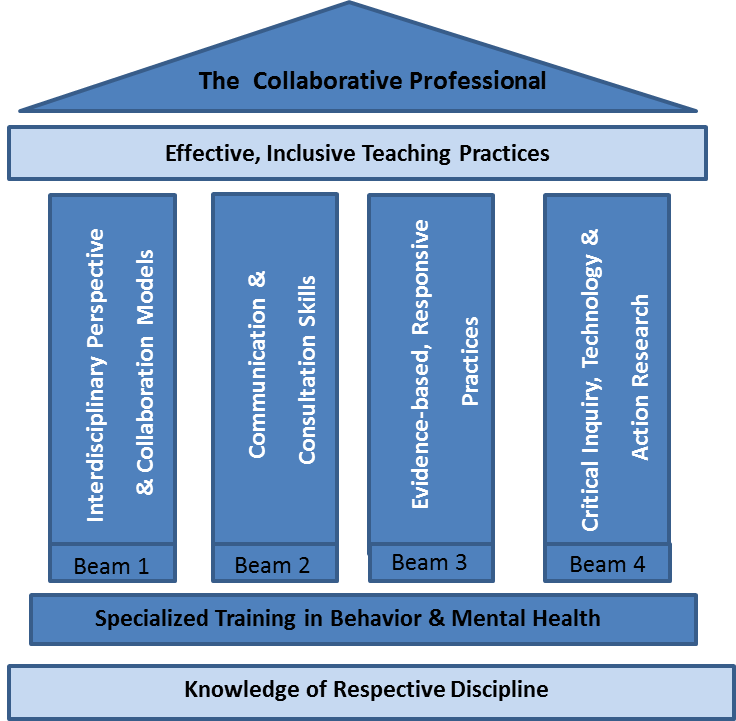 The  Collaborative Professional
Effective, Inclusive Teaching Practices
Interdisciplinary Perspective
& Collaboration Models
Beam 1
Communication &
Consultation Skills
Beam 2
Evidence-based, Responsive
Practices
Beam 3
Critical Inquiry, Technology &
Action Research
Beam 4
Specialized Training in Behavior & Mental Health
Knowledge of Respective Discipline